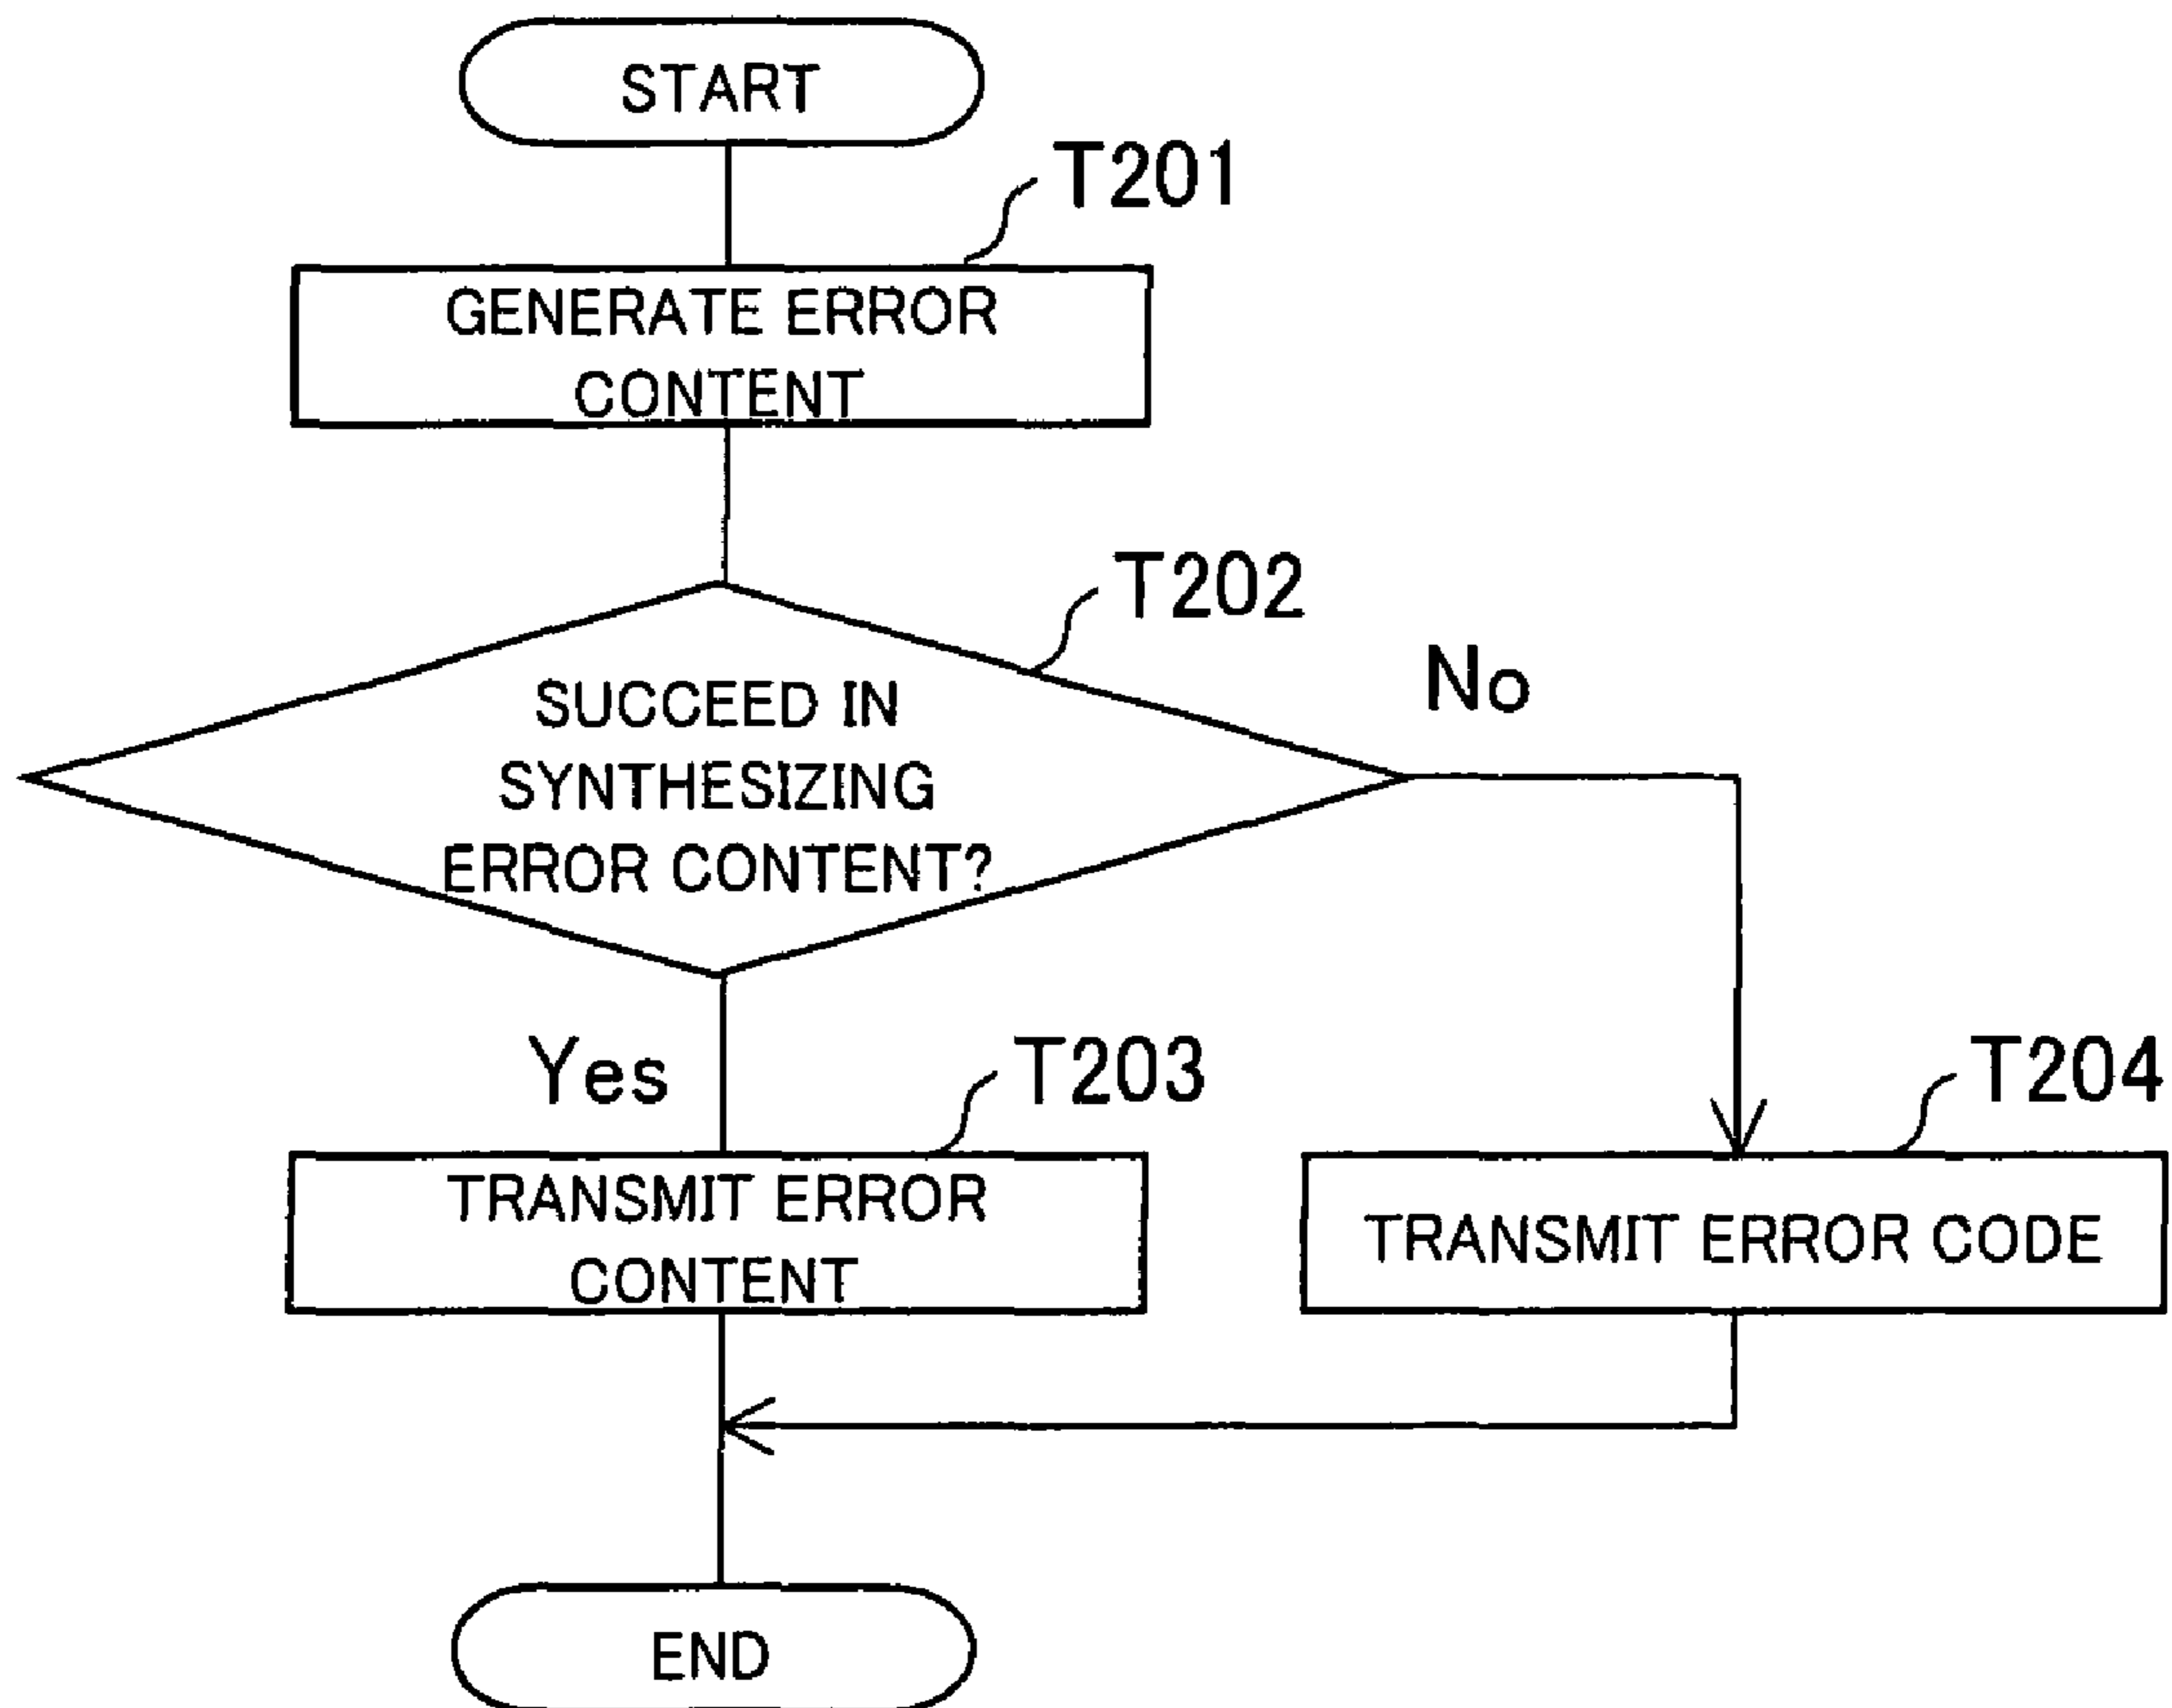 START
T201
GENERATE ERROR
CONTENT
T202
SUCCEED IN
SYNTHESIZING
ERROR CONTENT?
No
Yes
T203
T204
TRANSMIT ERROR
CONTENT
TRANSMIT ERROR CODE
END